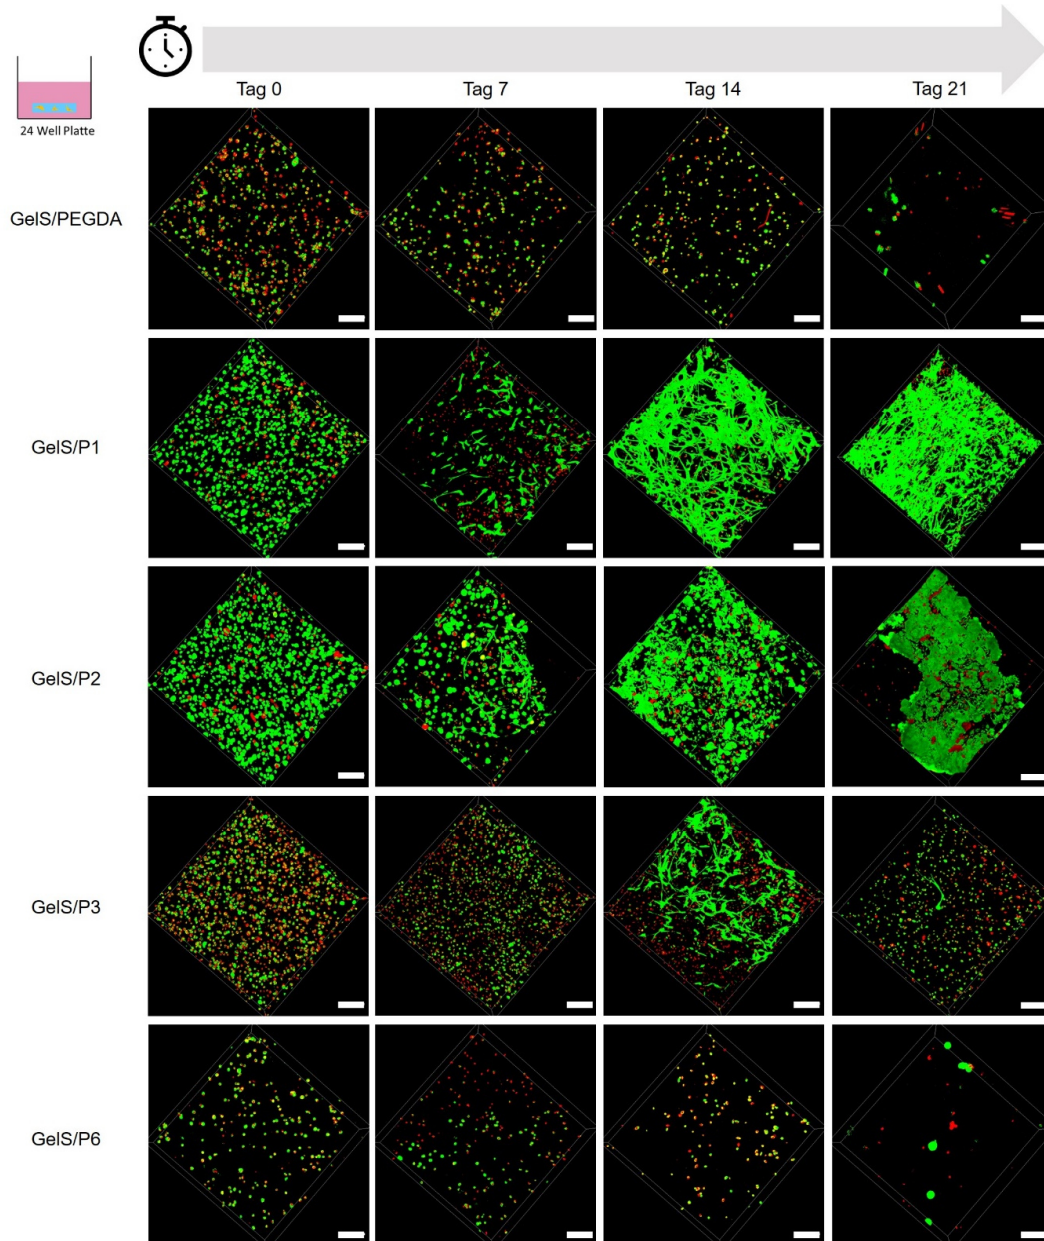 Tag 0
Tag 7
Tag 14
Tag 21
24 Well Platte
GelS/PEGDA
GelS/P1
GelS/P2
GelS/P3
GelS/P6